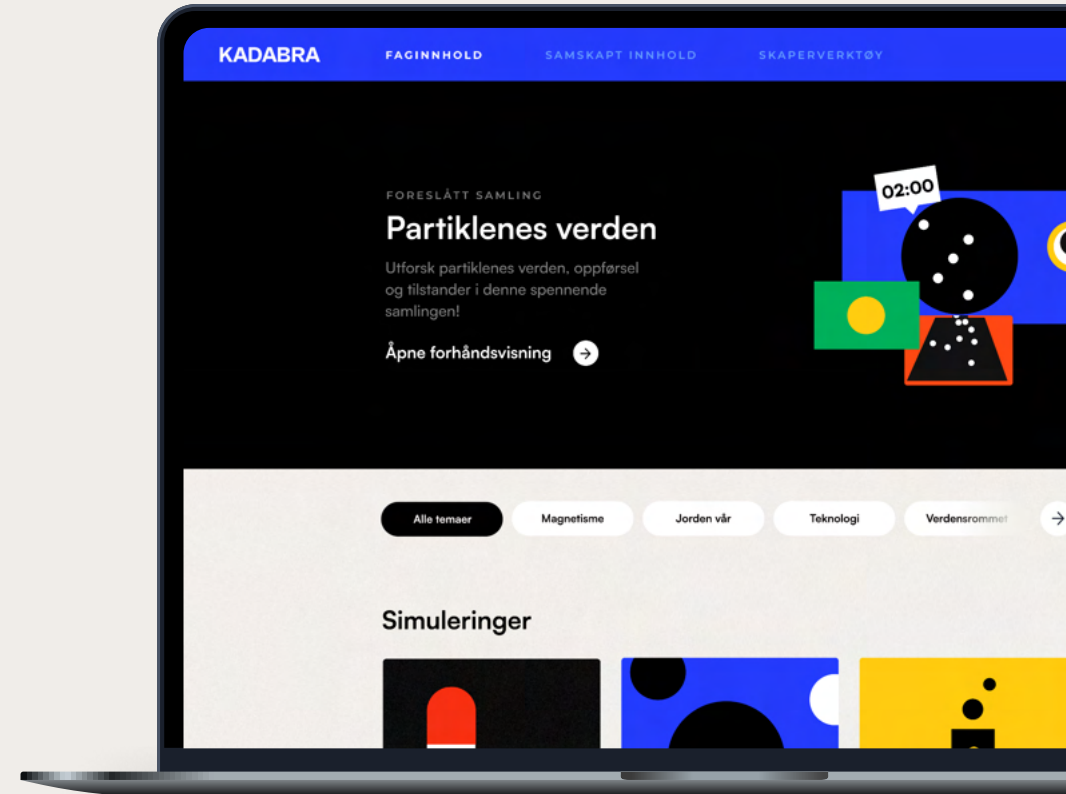 KADABRA
FAGINNHOLD
SAMSKAPT INNHOLD
SKAPERVERKTØY
FORESLÅTT SAMLING
Partiklenes verden
Utforsk partiklenes verden, oppførsel
og tilstander i denne spennende
samlingen!
Åpne forhåndsvisning
02:00
Alle temaer
Magnetisme
Jorden vår
Teknologi
Verdensrommet
Simuleringer